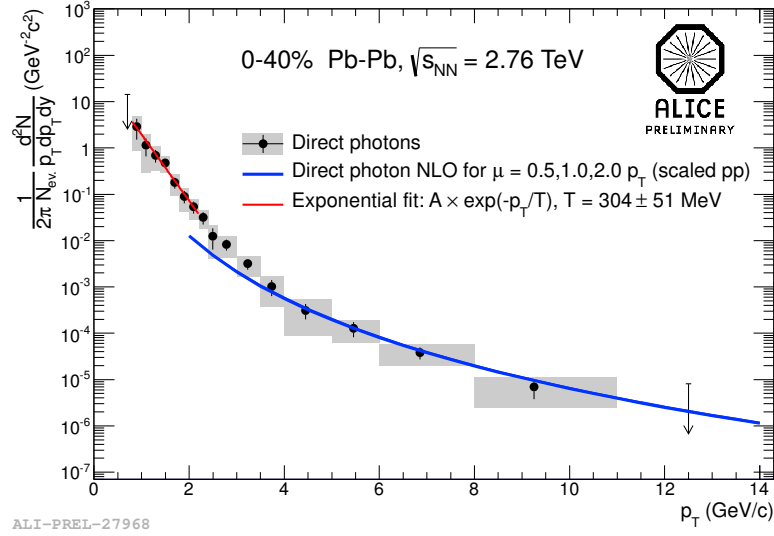 0-40% Pb-Pb, √s_NN = 2.76 TeV
ALICE
PRELIMINARY
Direct photons
Direct photon NLO for μ = 0.5,1.0,2.0 p_T (scaled pp)
Exponential fit: A × exp(-p_T/T), T = 304 ± 51 MeV
1/(2π N_ev.) d²N/(p_T dp_T dy) (GeV⁻²c²)
10³
10²
10
1
10⁻¹
10⁻²
10⁻³
10⁻⁴
10⁻⁵
10⁻⁶
10⁻⁷
0 2 4 6 8 10 12 14
p_T (GeV/c)
ALI-PREL-27968